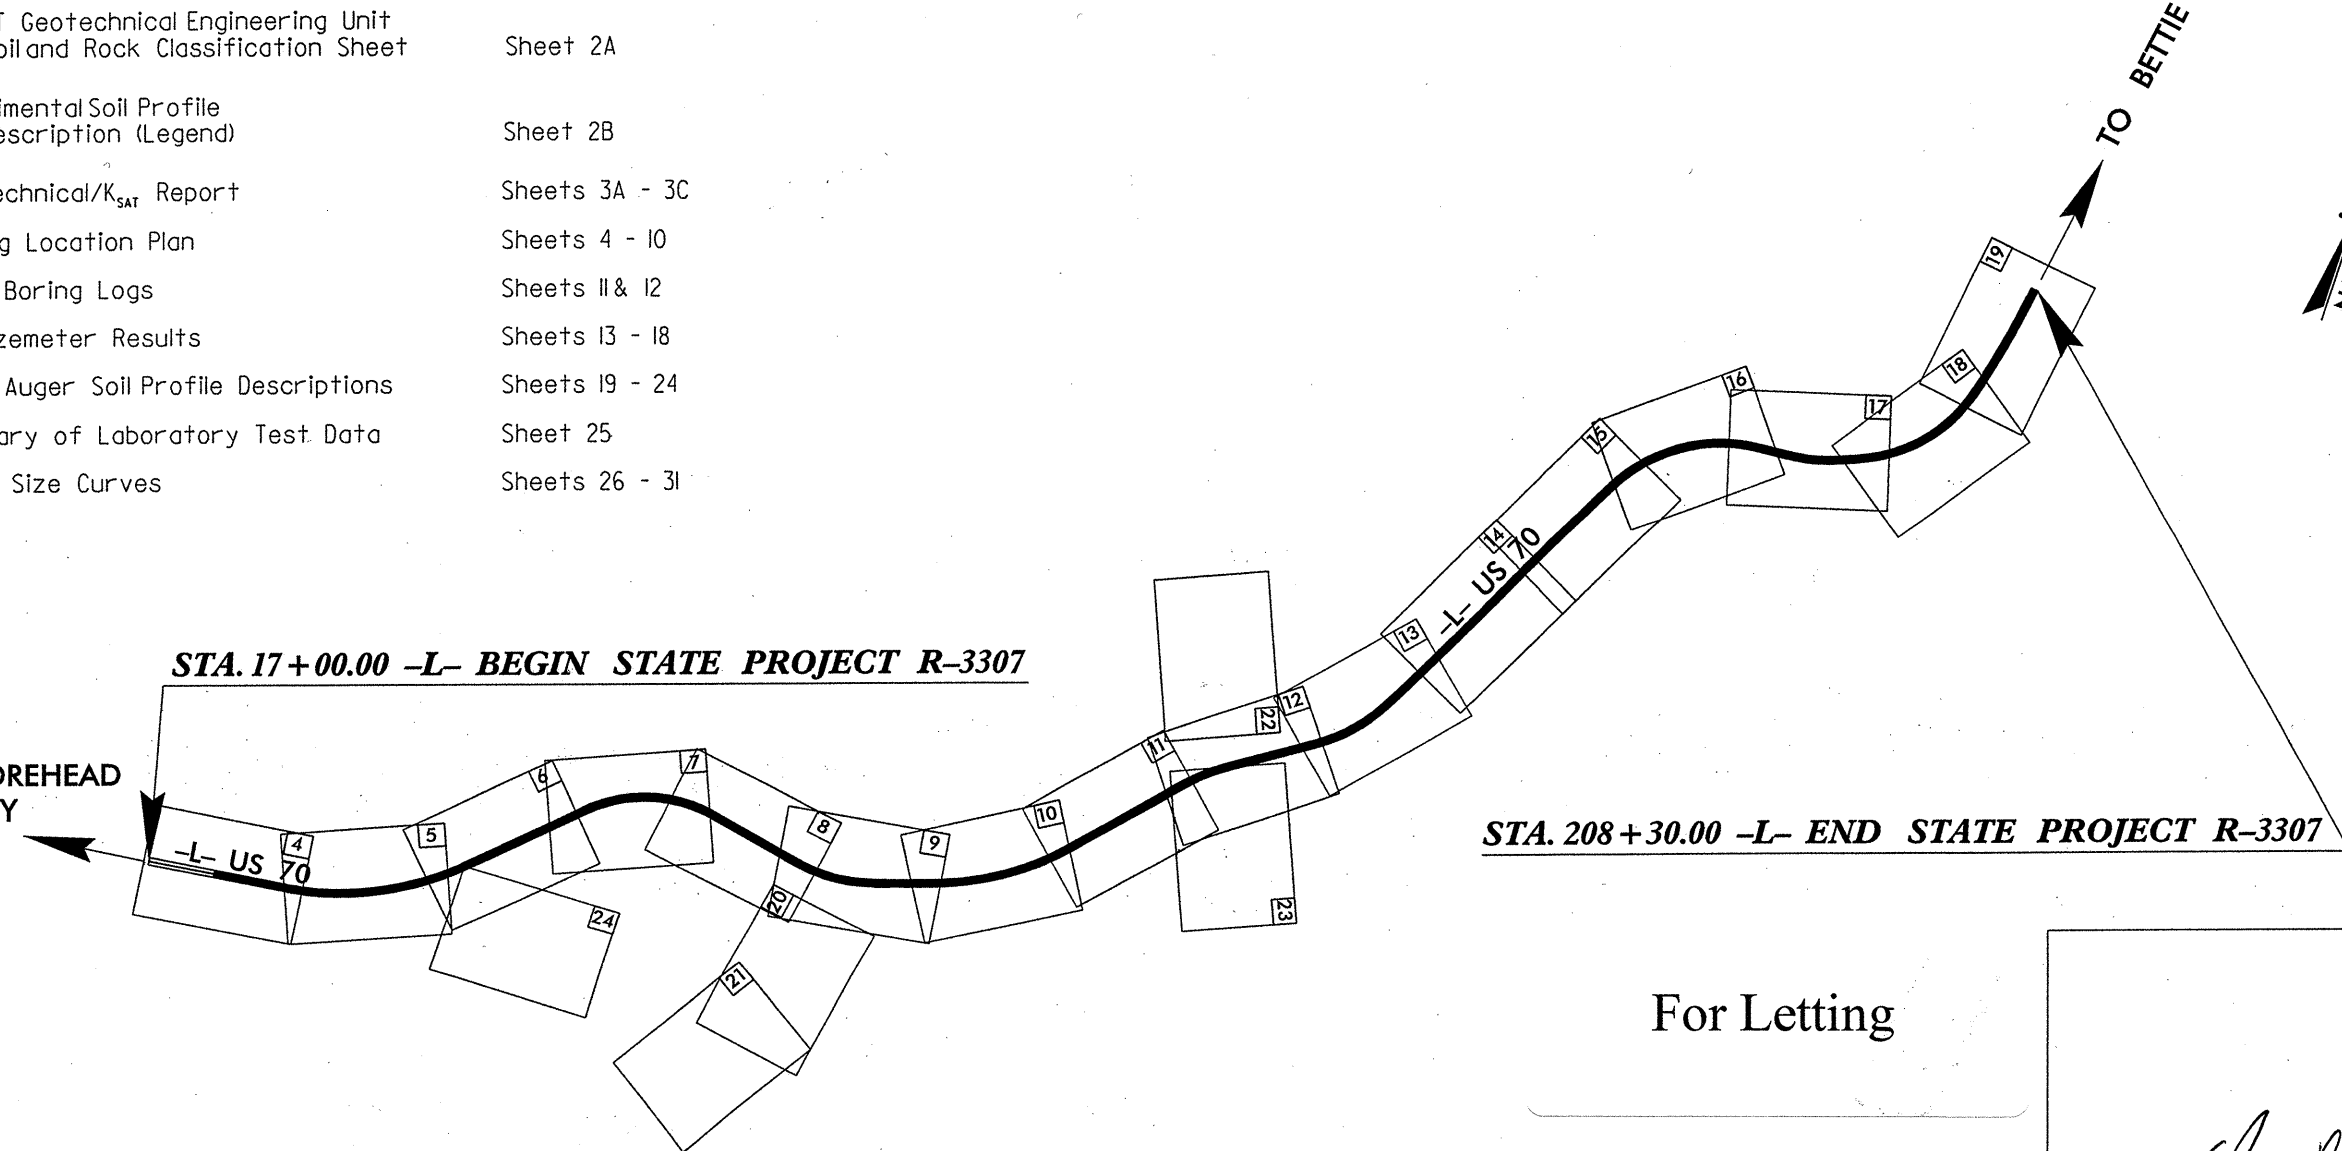 T Geotechnical Engineering Unit
oil and Rock Classification Sheet Sheet 2A
imental Soil Profile
escription (Legend) Sheet 2B
echnical/KSAT Report Sheets 3A - 3C
g Location Plan Sheets 4 - 10
Boring Logs Sheets 11 & 12
zemeter Results Sheets 13 - 18
Auger Soil Profile Descriptions Sheets 19 - 24
ary of Laboratory Test Data Sheet 25
Size Curves Sheets 26 - 31
TO BETTIE
19
18
17
16
15
14
-L- US 70
13
12
22
11
STA. 17+00.00 -L- BEGIN STATE PROJECT R-3307
OREHEAD
Y
-L- US 70
4
5
6
7
8
9
10
20
21
24
23
STA. 208+30.00 -L- END STATE PROJECT R-3307
For Letting